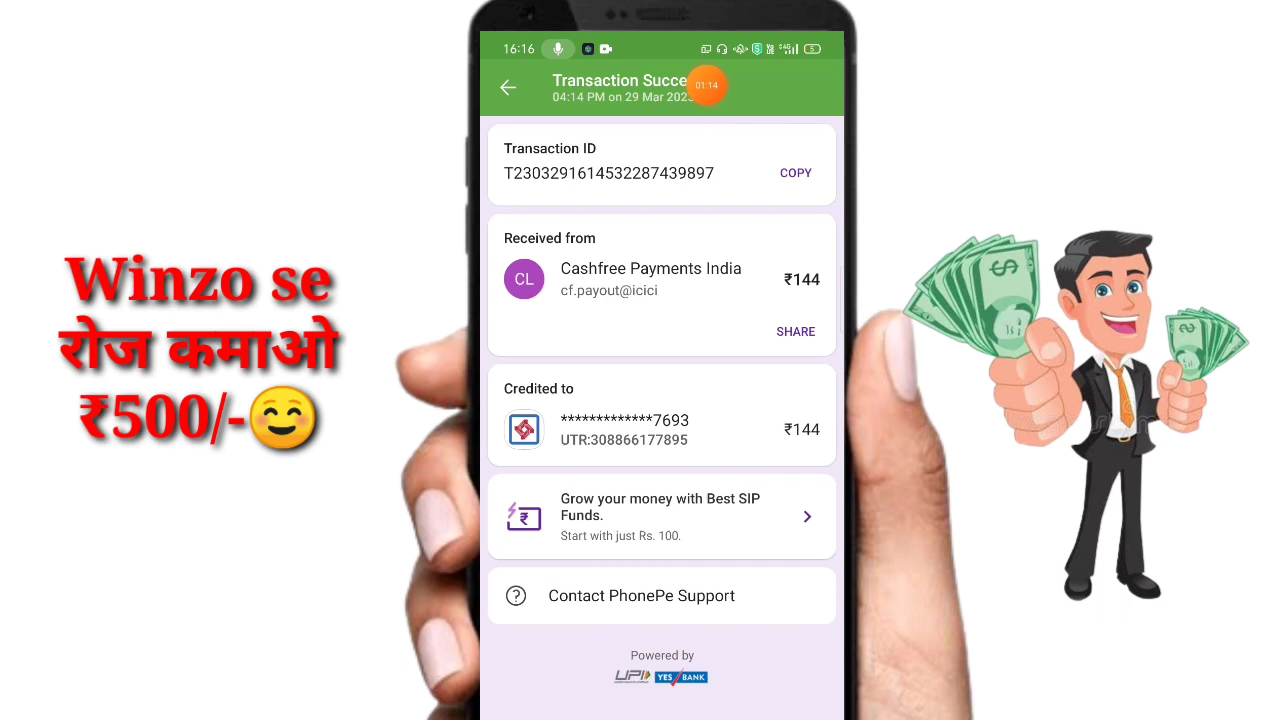 Winzo se
रोज कमाओ
₹500/-☺️
16:16
Transaction Succe
01:14
04:14 PM on 29 Mar 2023
Transaction ID
T2303291614532287439897
COPY
Received from
CL
Cashfree Payments India
₹144
cf.payout@icici
SHARE
Credited to
************7693
₹144
UTR:308866177895
Grow your money with Best SIP
Funds.
Start with just Rs. 100.
Contact PhonePe Support
Powered by
UPI YES BANK